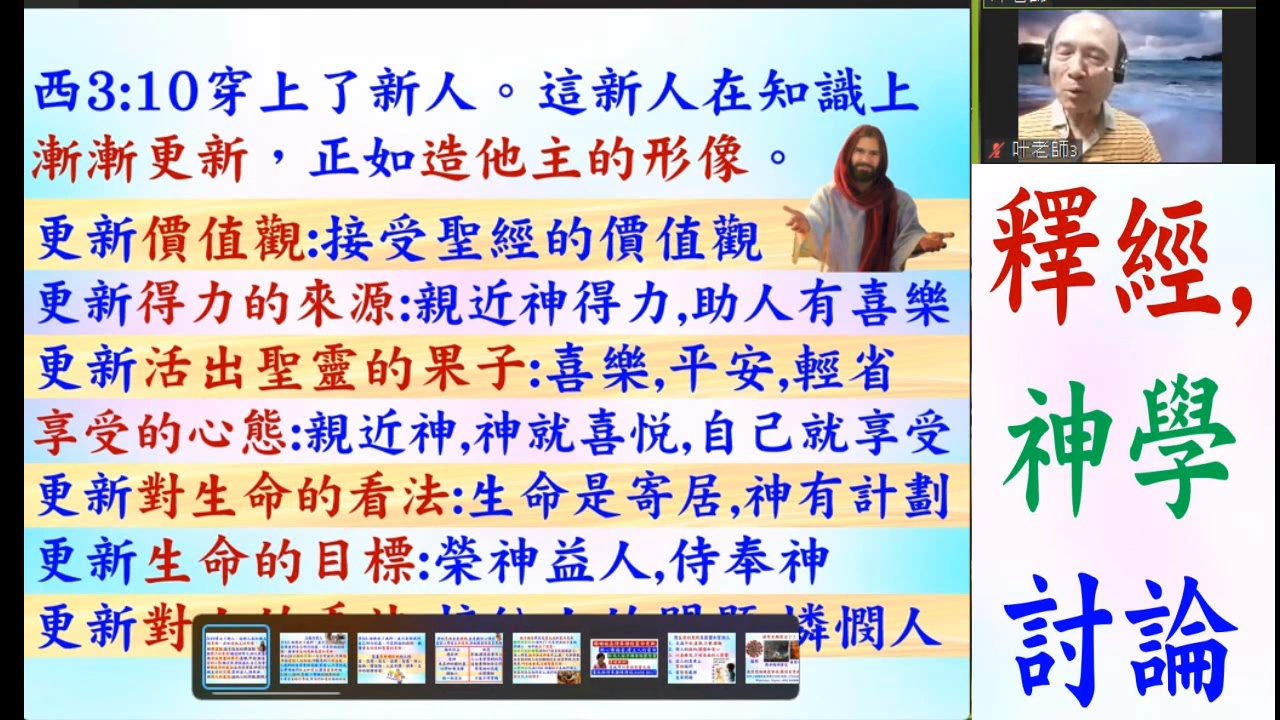 西3:10穿上了新人。這新人在知識上
漸漸更新，正如造他主的形像。
更新價值觀:接受聖經的價值觀
更新得力的來源:親近神得力,助人有喜樂
更新活出聖靈的果子:喜樂,平安,輕省
享受的心態:親近神,神就喜悅,自己就享受
更新對生命的看法:生命是寄居,神有計劃
更新生命的目標:榮神益人,侍奉神
更新對 憐憫人
叶老師3
釋經,
神學
討論